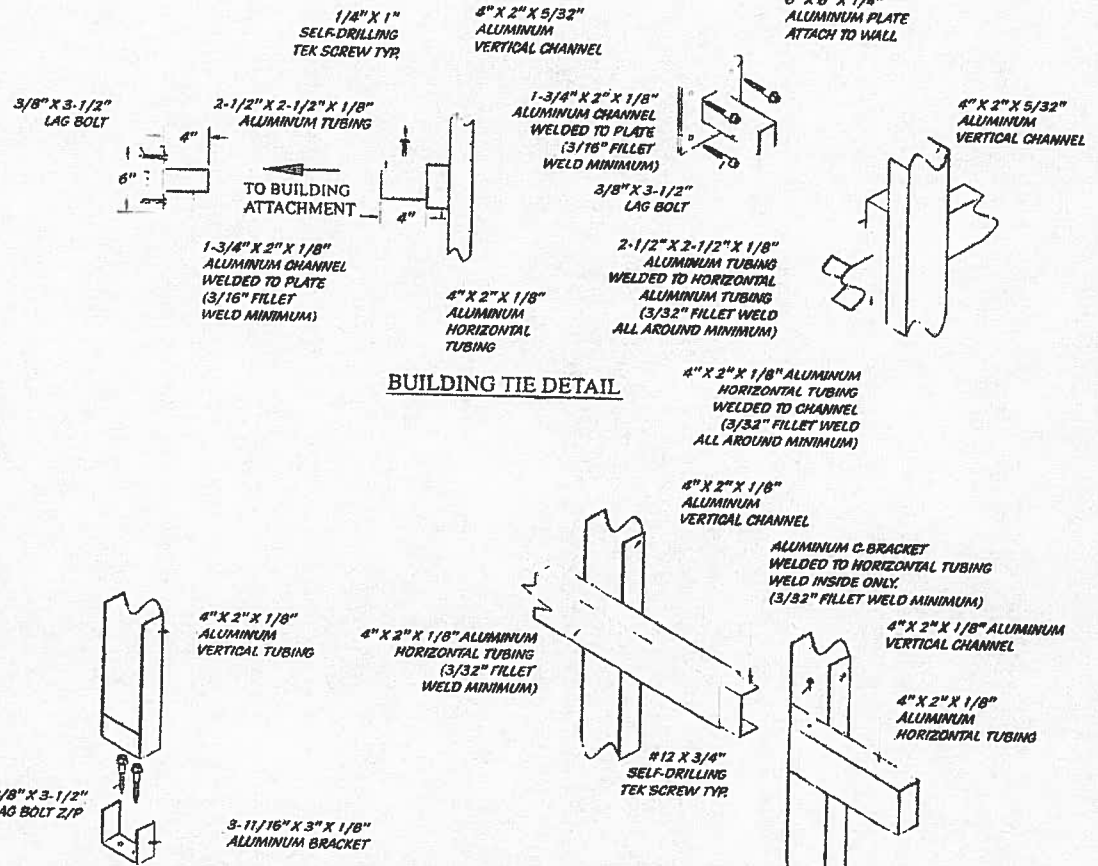 1/4" X 1"
SELF-DRILLING
TEK SCREW TYP.
4" X 2" X 5/32"
ALUMINUM
VERTICAL CHANNEL
ALUMINUM PLATE
ATTACH TO WALL
3/8" X 3-1/2"
LAG BOLT
2-1/2" X 2-1/2" X 1/8"
ALUMINUM TUBING
1-3/4" X 2" X 1/8"
ALUMINUM CHANNEL
WELDED TO PLATE
(3/16" FILLET
WELD MINIMUM)
4" X 2" X 5/32"
ALUMINUM
VERTICAL CHANNEL
4"
6"
TO BUILDING
ATTACHMENT
4"
3/8" X 3-1/2"
LAG BOLT
1-3/4" X 2" X 1/8"
ALUMINUM CHANNEL
WELDED TO PLATE
(3/16" FILLET
WELD MINIMUM)
4" X 2" X 1/8"
ALUMINUM
HORIZONTAL
TUBING
2-1/2" X 2-1/2" X 1/8"
ALUMINUM TUBING
WELDED TO HORIZONTAL
ALUMINUM TUBING
(3/32" FILLET WELD
ALL AROUND MINIMUM)
BUILDING TIE DETAIL
4" X 2" X 1/8" ALUMINUM
HORIZONTAL TUBING
WELDED TO CHANNEL
(3/32" FILLET WELD
ALL AROUND MINIMUM)
4" X 2" X 1/8"
ALUMINUM
VERTICAL CHANNEL
ALUMINUM C-BRACKET
WELDED TO HORIZONTAL TUBING
WELD INSIDE ONLY.
(3/32" FILLET WELD MINIMUM)
4" X 2" X 1/8"
ALUMINUM
VERTICAL TUBING
4" X 2" X 1/8" ALUMINUM
HORIZONTAL TUBING
(3/32" FILLET
WELD MINIMUM)
4" X 2" X 1/8" ALUMINUM
VERTICAL CHANNEL
4" X 2" X 1/8"
ALUMINUM
HORIZONTAL TUBING
#12 X 3/4"
SELF-DRILLING
TEK SCREW TYP.
/8" X 3-1/2"
AG BOLT Z/P
3-11/16" X 3" X 1/8"
ALUMINUM BRACKET